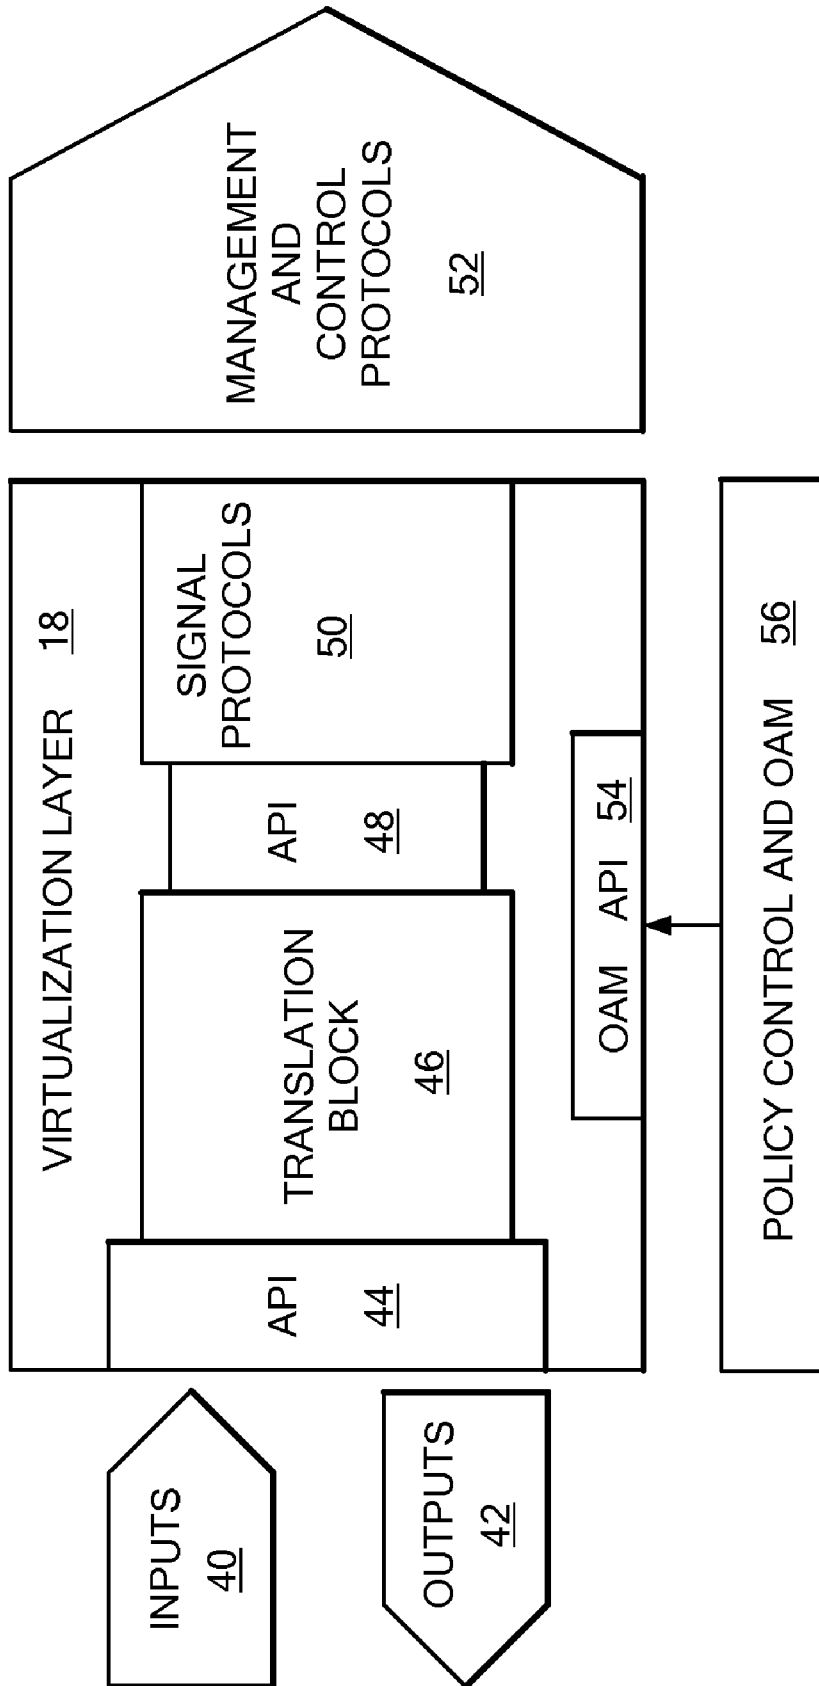 VIRTUALIZATION LAYER 18
INPUTS
40
OUTPUTS
42
API
44
TRANSLATION
BLOCK
46
API
48
SIGNAL
PROTOCOLS
50
OAM API 54
MANAGEMENT
AND
CONTROL
PROTOCOLS
52
POLICY CONTROL AND OAM 56